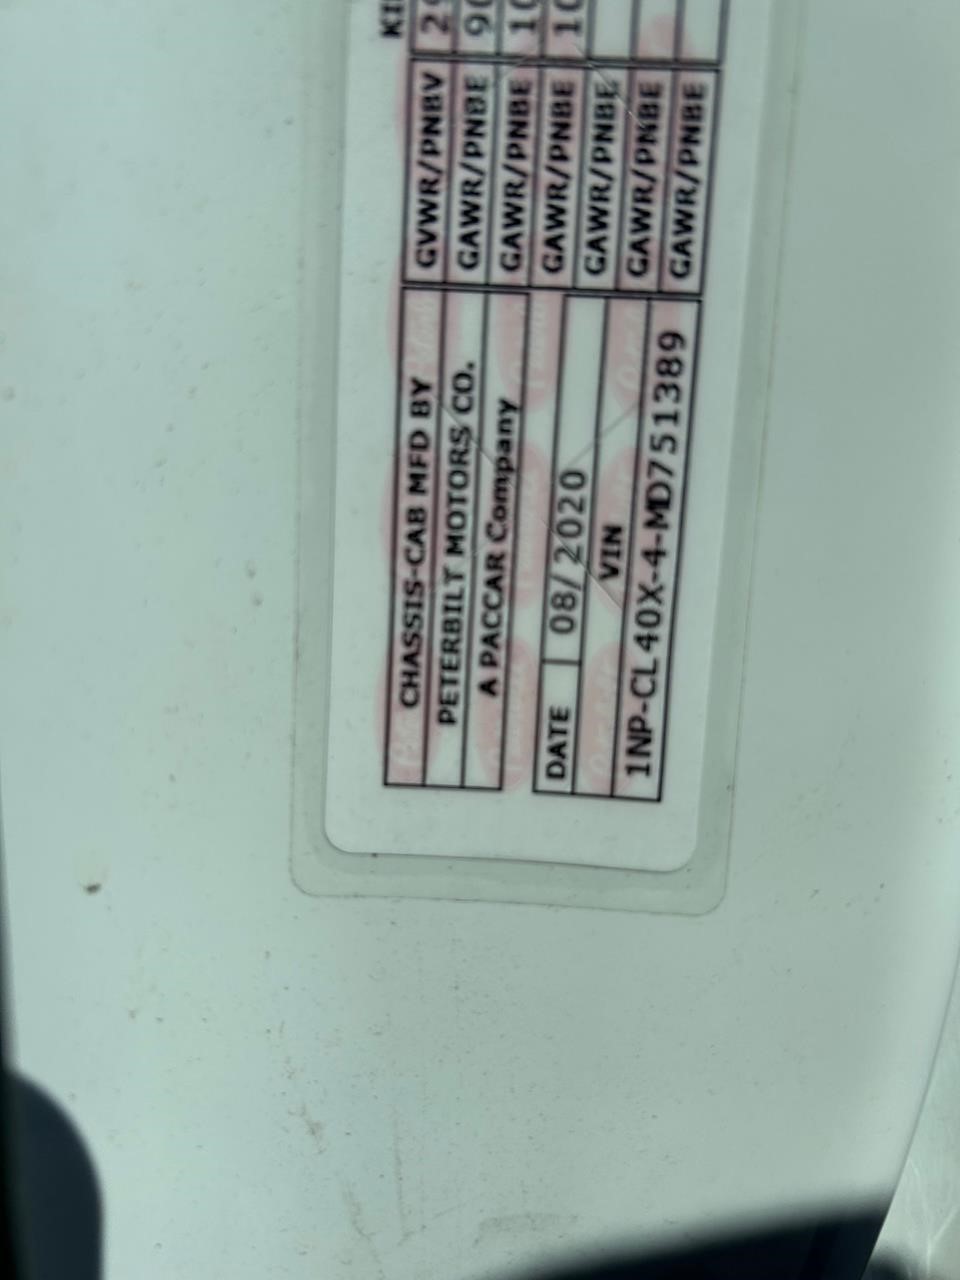 CHASSIS-CAB MFD BY
PETERBILT MOTORS CO.
A PACCAR Company
DATE 08/2020
VIN
1NP-CL40X-4-MD751389
GVWR/PNBV
GAWR/PNBE
GAWR/PNBE
GAWR/PNBE
GAWR/PNBE
GAWR/PNBE
GAWR/PNBE